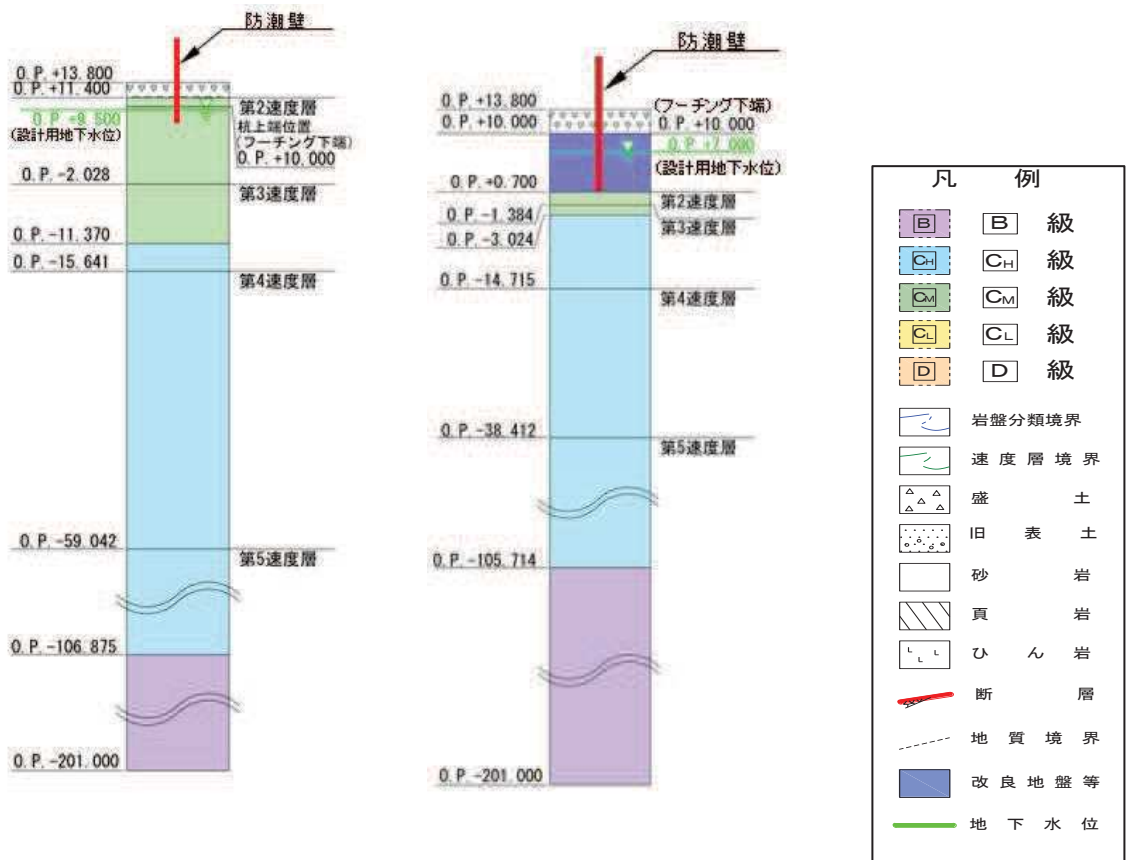 防潮壁
O.P.+13.800
O.P.+11.400
O.P.+9.500
(設計用地下水位)
第2速度層
杭上端位置
(フーチング下端)
O.P.+10.000
O.P.-2.028
第3速度層
O.P.-11.370
O.P.-15.641
第4速度層
O.P.-59.042
第5速度層
O.P.-106.875
O.P.-201.000
防潮壁
O.P.+13.800
(フーチング下端)
O.P.+10.000
O.P.+10.000
O.P.+7.000
(設計用地下水位)
O.P.+0.700
第2速度層
O.P.-1.384
第3速度層
O.P.-3.024
O.P.-14.715
第4速度層
O.P.-38.412
第5速度層
O.P.-105.714
O.P.-201.000
凡 例
B B 級
CH CH 級
CM CM 級
CL CL 級
D D 級
岩盤分類境界
速度層境界
盛土
旧表土
砂岩
頁岩
ひん岩
断層
地質境界
改良地盤等
地下水位